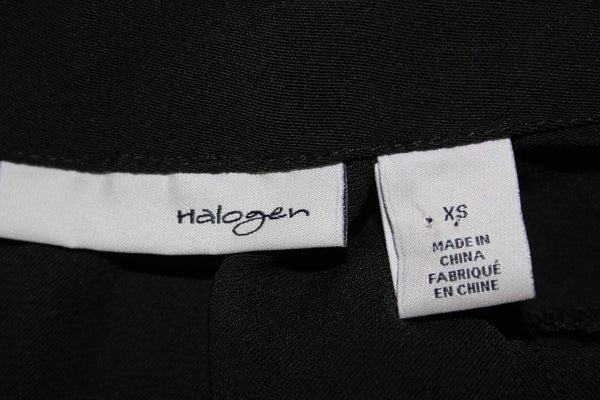 Halogen
XS
MADE IN
CHINA
FABRIQUÉ
EN CHINE